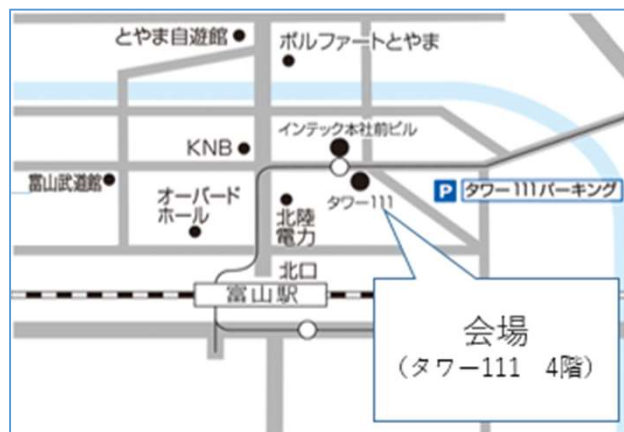 とやま自遊館
ボルファートとやま
インテック本社前ビル
KNB
富山武道館
オーバード
ホール
北陸
電力
タワー111
P タワー111パーキング
北口
富山駅
会場
（タワー111　4階）